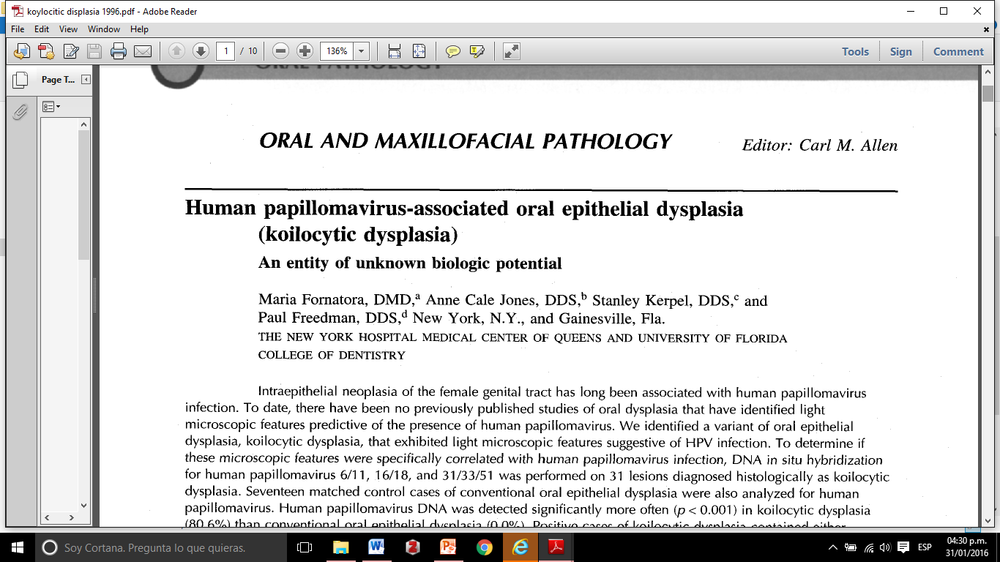 koylocitic displasia 1996.pdf - Adobe Reader
File Edit View Window Help
1 / 10 136% Tools Sign Comment
Page T...
ORAL PATHOLOGY
ORAL AND MAXILLOFACIAL PATHOLOGY Editor: Carl M. Allen
Human papillomavirus-associated oral epithelial dysplasia
(koilocytic dysplasia)
An entity of unknown biologic potential
Maria Fornatora, DMD,a Anne Cale Jones, DDS,b Stanley Kerpel, DDS,c and
Paul Freedman, DDS,d New York, N.Y., and Gainesville, Fla.
THE NEW YORK HOSPITAL MEDICAL CENTER OF QUEENS AND UNIVERSITY OF FLORIDA
COLLEGE OF DENTISTRY
Intraepithelial neoplasia of the female genital tract has long been associated with human papillomavirus
infection. To date, there have been no previously published studies of oral dysplasia that have identified light
microscopic features predictive of the presence of human papillomavirus. We identified a variant of oral epithelial
dysplasia, koilocytic dysplasia, that exhibited light microscopic features suggestive of HPV infection. To determine if
these microscopic features were specifically correlated with human papillomavirus infection, DNA in situ hybridization
for human papillomavirus 6/11, 16/18, and 31/33/51 was performed on 31 lesions diagnosed histologically as koilocytic
dysplasia. Seventeen matched control cases of conventional oral epithelial dysplasia were also analyzed for human
papillomavirus. Human papillomavirus DNA was detected significantly more often (p < 0.001) in koilocytic dysplasia
(80.6%) than conventional oral epithelial dysplasia (0.0%). Positive cases of koilocytic dysplasia contained either
Soy Cortana. Pregunta lo que quieras.
ESP
04:30 p.m.
31/01/2016